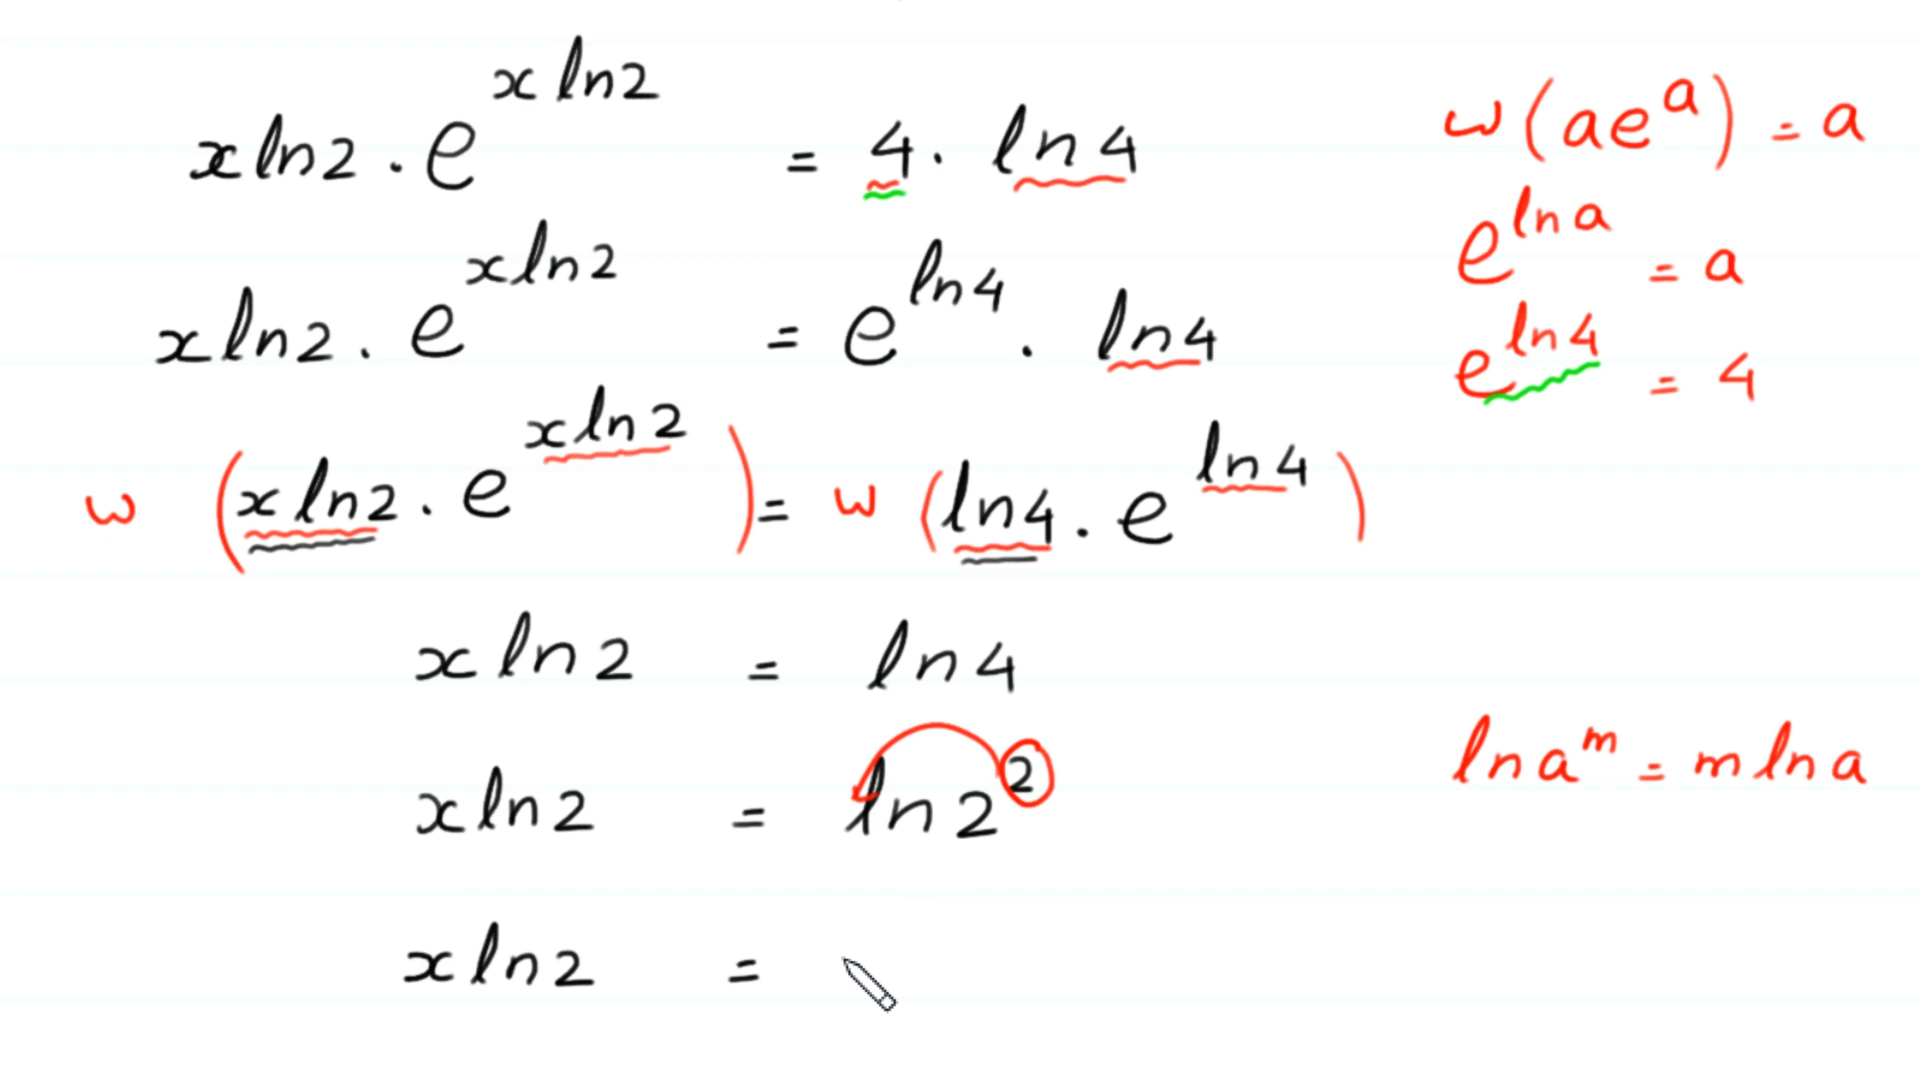 xln2 · e^{xln2} = 4 · ln4
w(ae^a) = a
xln2 · e^{xln2} = e^{ln4} · ln4
e^{lna} = a
e^{ln4} = 4
w(xln2 · e^{xln2}) = w(ln4 · e^{ln4})
xln2 = ln4
xln2 = ln2^2
lna^m = mlna
xln2 =